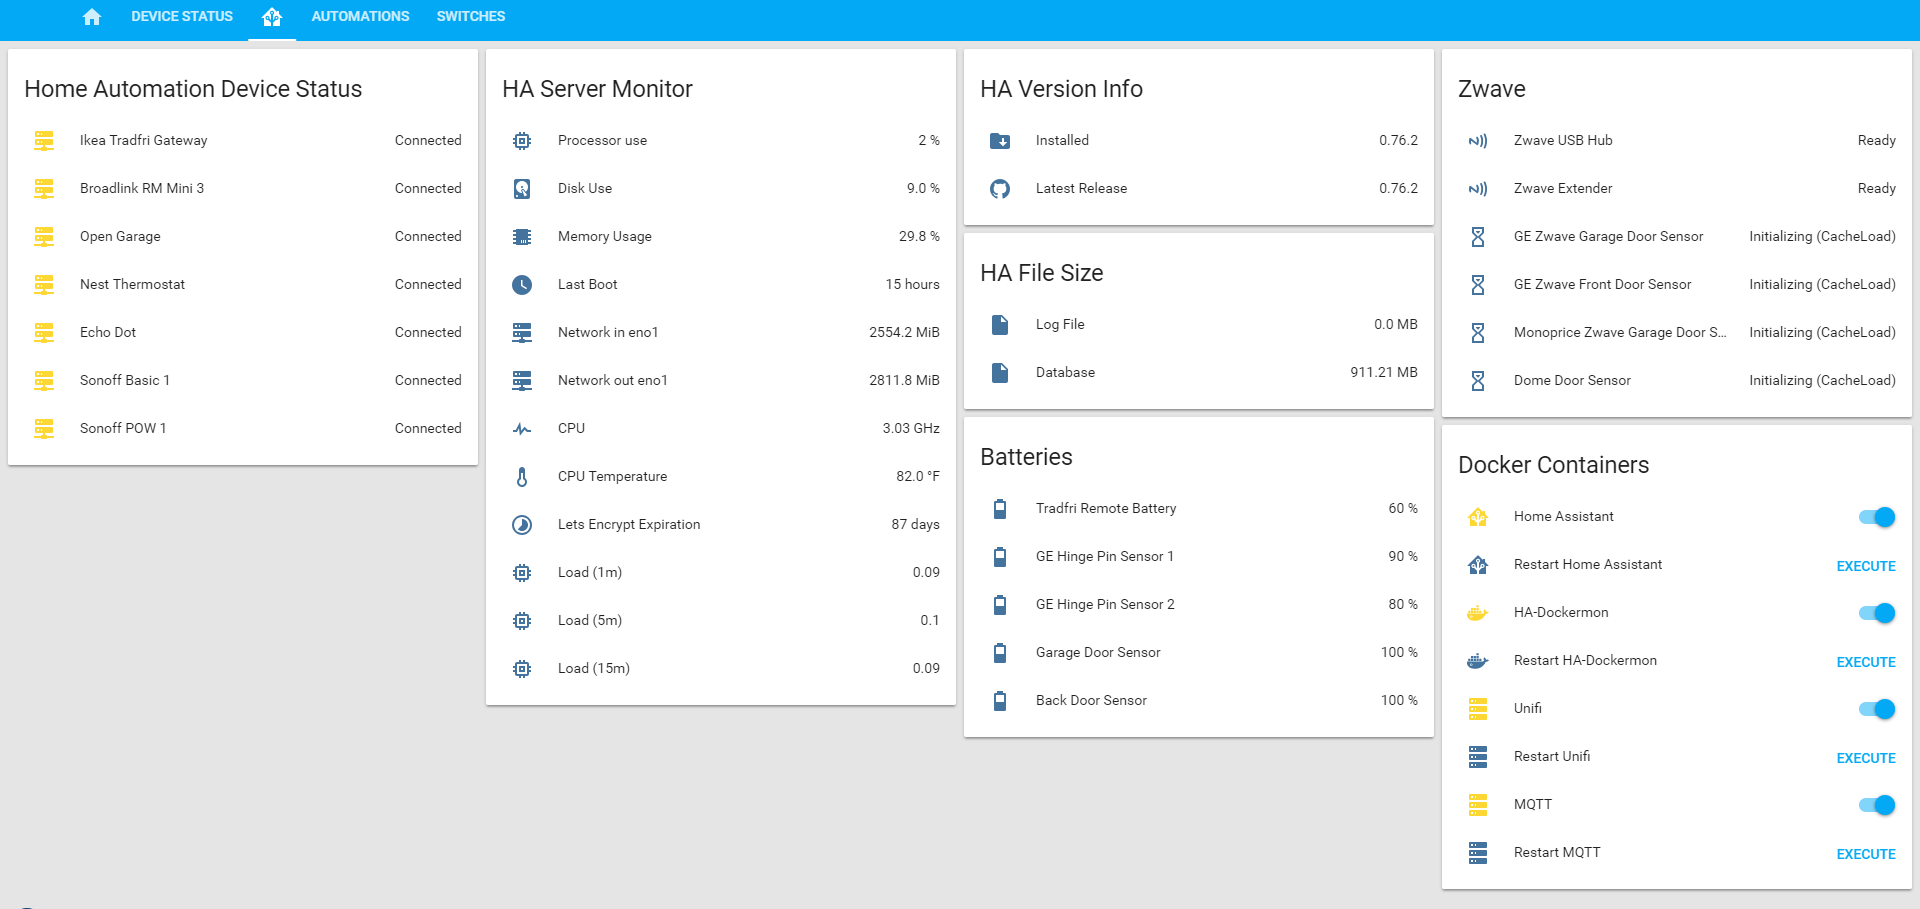 DEVICE STATUS
AUTOMATIONS
SWITCHES
Home Automation Device Status
Ikea Tradfri Gateway Connected
Broadlink RM Mini 3 Connected
Open Garage Connected
Nest Thermostat Connected
Echo Dot Connected
Sonoff Basic 1 Connected
Sonoff POW 1 Connected
HA Server Monitor
Processor use 2 %
Disk Use 9.0 %
Memory Usage 29.8 %
Last Boot 15 hours
Network in eno1 2554.2 MiB
Network out eno1 2811.8 MiB
CPU 3.03 GHz
CPU Temperature 82.0 °F
Lets Encrypt Expiration 87 days
Load (1m) 0.09
Load (5m) 0.1
Load (15m) 0.09
HA Version Info
Installed 0.76.2
Latest Release 0.76.2
HA File Size
Log File 0.0 MB
Database 911.21 MB
Batteries
Tradfri Remote Battery 60 %
GE Hinge Pin Sensor 1 90 %
GE Hinge Pin Sensor 2 80 %
Garage Door Sensor 100 %
Back Door Sensor 100 %
Zwave
Zwave USB Hub Ready
Zwave Extender Ready
GE Zwave Garage Door Sensor Initializing (CacheLoad)
GE Zwave Front Door Sensor Initializing (CacheLoad)
Monoprice Zwave Garage Door S... Initializing (CacheLoad)
Dome Door Sensor Initializing (CacheLoad)
Docker Containers
Home Assistant
Restart Home Assistant EXECUTE
HA-Dockermon
Restart HA-Dockermon EXECUTE
Unifi
Restart Unifi EXECUTE
MQTT
Restart MQTT EXECUTE